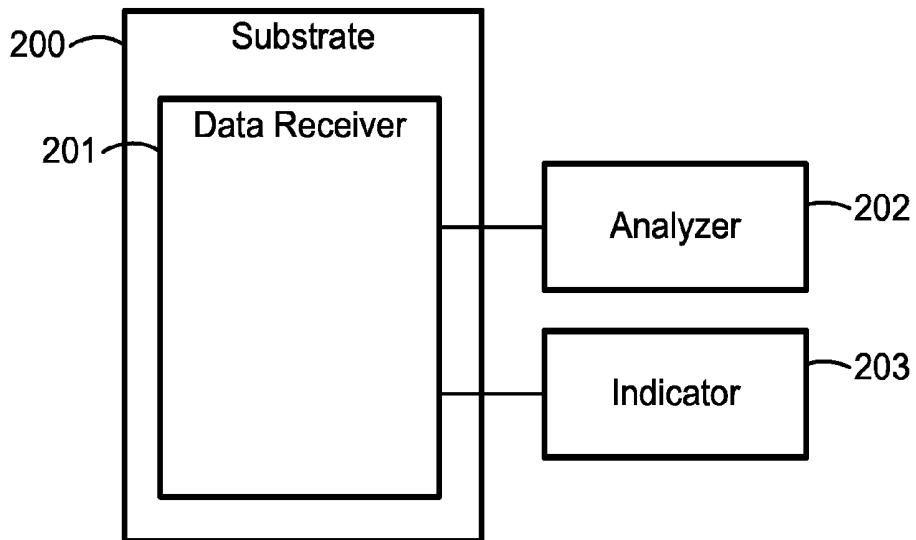 200
Substrate
Data Receiver
201
Analyzer
202
Indicator
203